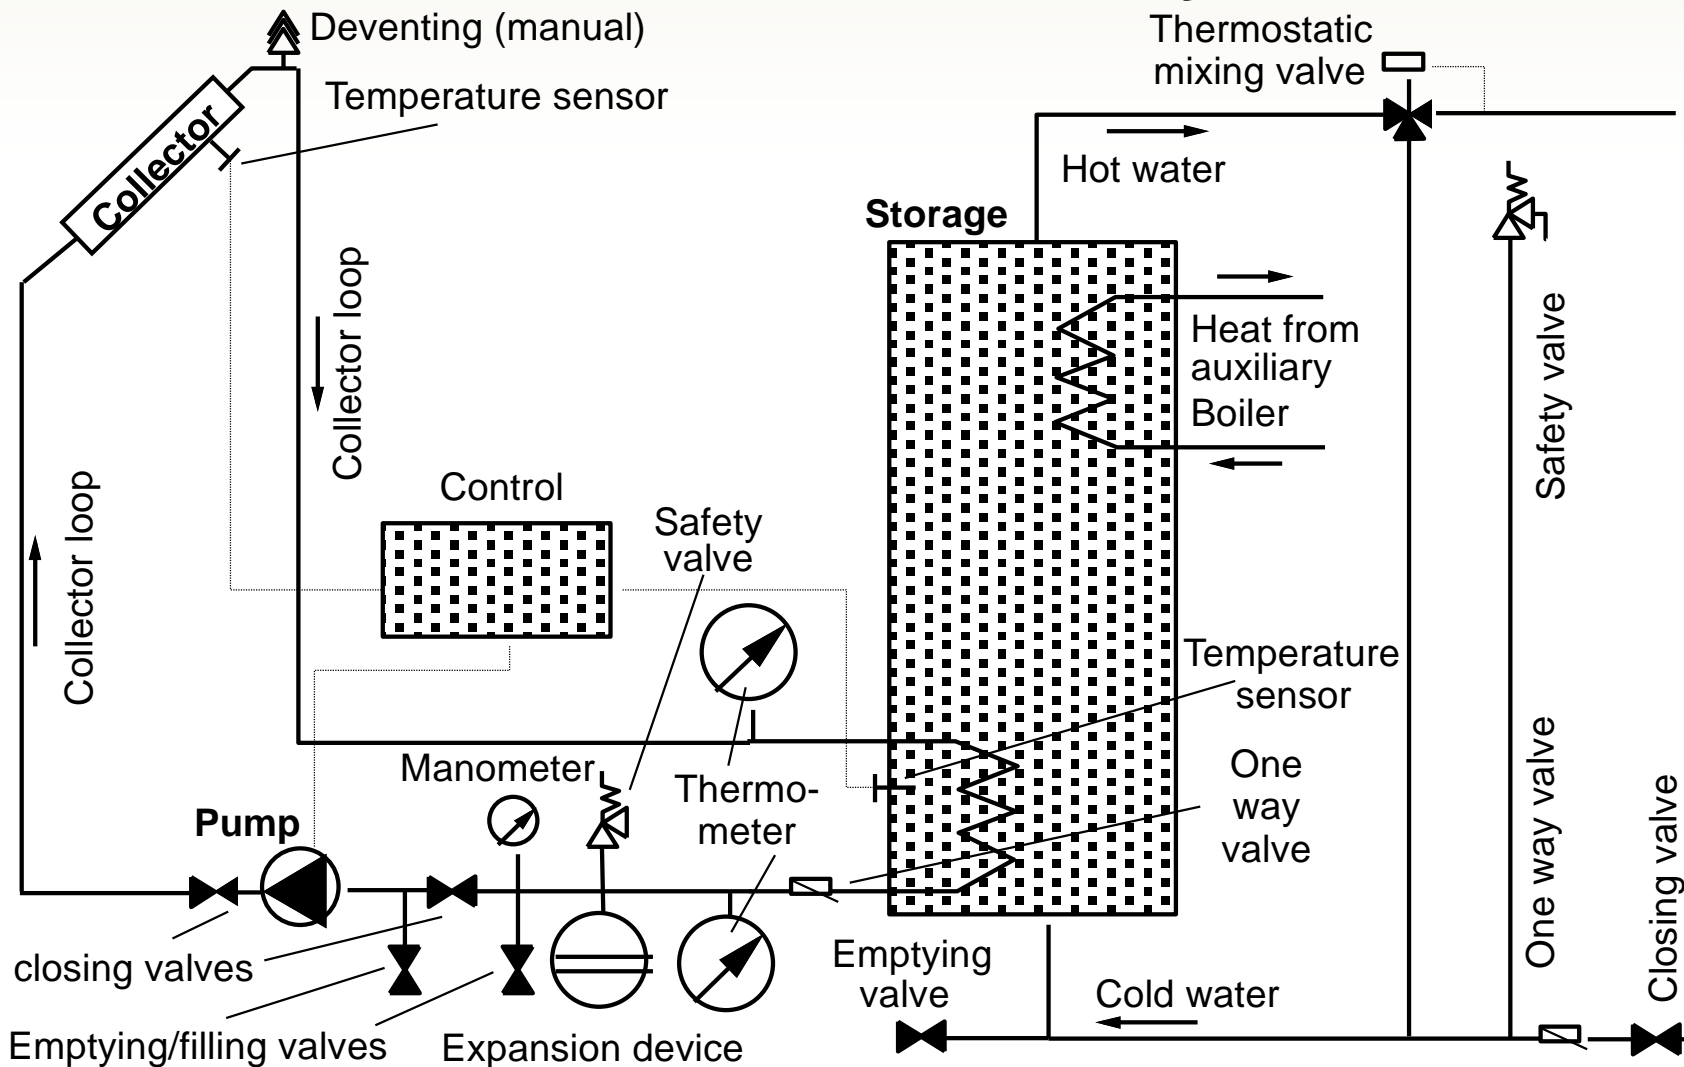 Deventing (manual)
Thermostatic
mixing valve
Temperature sensor
Collector
Hot water
Storage
Collector loop
Heat from
auxiliary
Boiler
Safety valve
Control
Collector loop
Safety
valve
Temperature
sensor
Manometer
Thermo-
meter
One
way
valve
Pump
One way valve
Closing valve
closing valves
Emptying
valve
Cold water
Emptying/filling valves
Expansion device